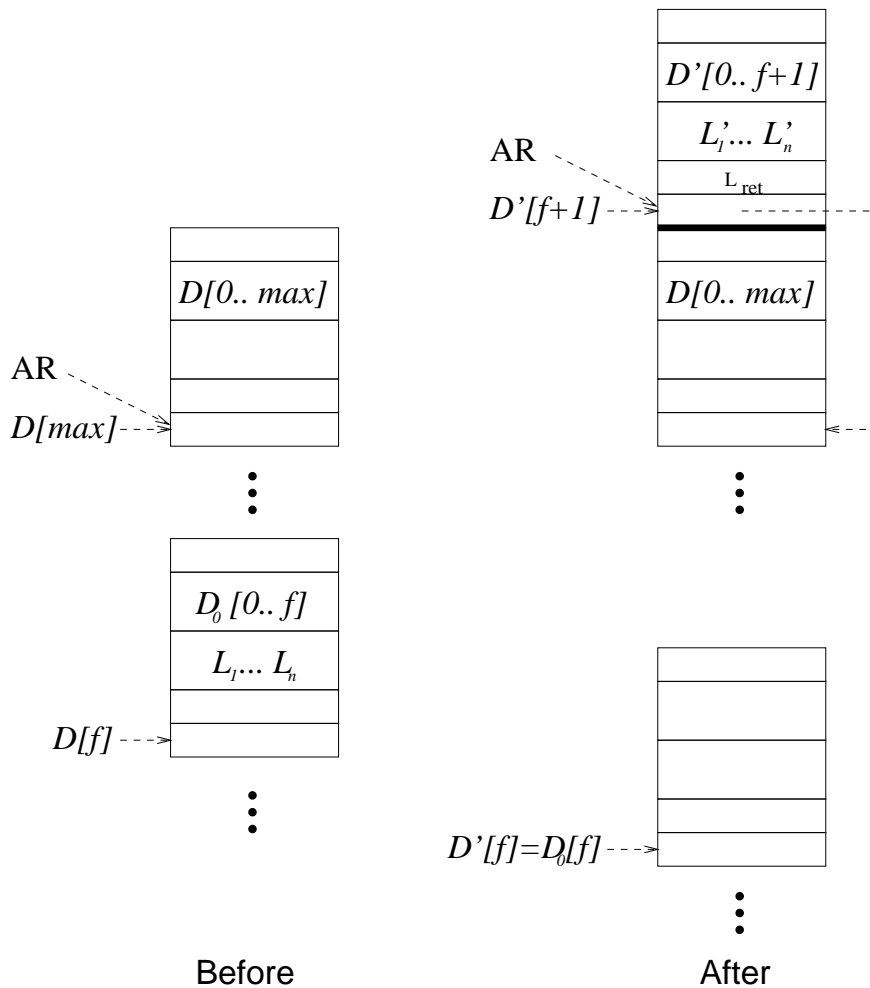 D[0.. max]
AR
D[max]
D₀ [0.. f]
L₁... Lₙ
D[f]
Before
D'[0.. f+1]
L'₁... L'ₙ
L ret
AR
D'[f+1]
D[0.. max]
D'[f]=D₀[f]
After